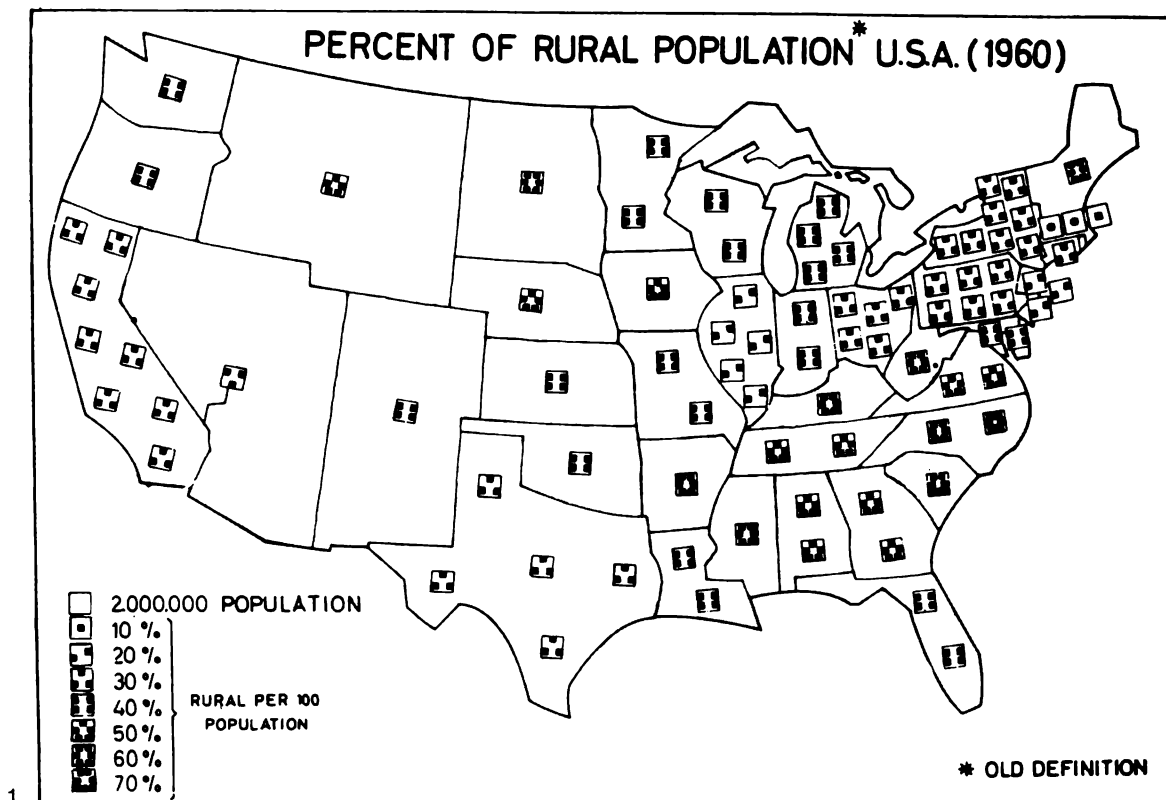 PERCENT OF RURAL POPULATION* U.S.A. (1960)
2.000.000 POPULATION
10 %
20 %
30 %
40 %
50 %
60 %
70 %
RURAL PER 100
POPULATION
* OLD DEFINITION
1